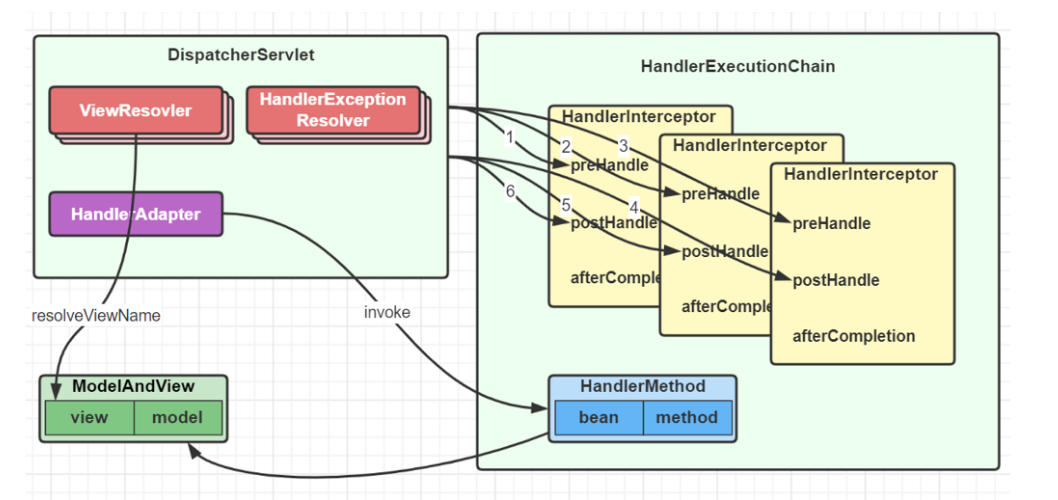 DispatcherServlet
ViewResovler
HandlerException
Resolver
HandlerAdapter
resolveViewName
invoke
ModelAndView
view
model
HandlerExecutionChain
HandlerInterceptor
preHandle
postHandle
afterComple
HandlerInterceptor
preHandle
postHandle
afterComple
HandlerInterceptor
preHandle
postHandle
afterCompletion
1
2
3
6
5
4
HandlerMethod
bean
method